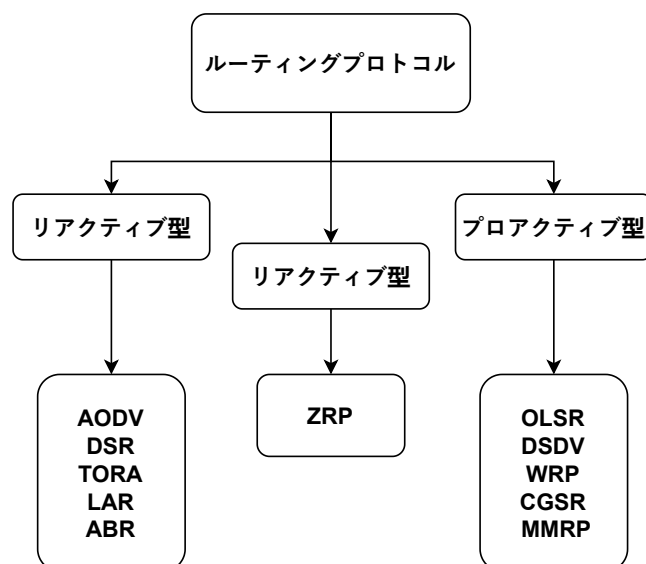 ルーティングプロトコル
リアクティブ型
リアクティブ型
プロアクティブ型
AODV
DSR
TORA
LAR
ABR
ZRP
OLSR
DSDV
WRP
CGSR
MMRP